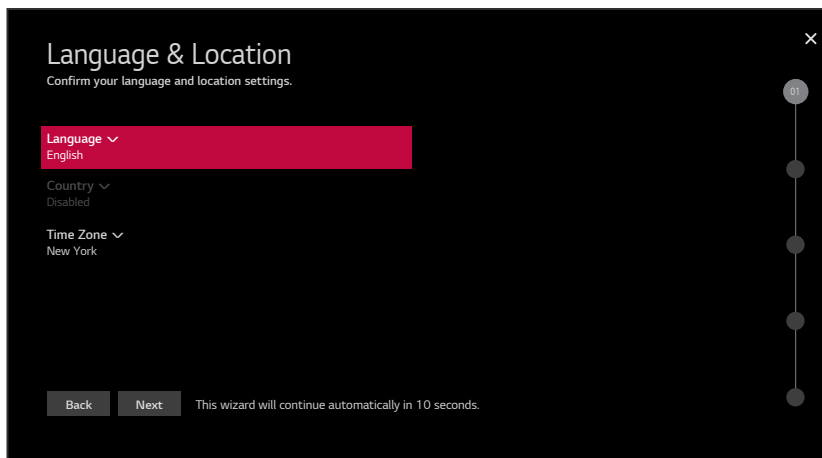 Language & Location
Confirm your language and location settings.
01
Language
English
Country
Disabled
Time Zone
New York
Back
Next
This wizard will continue automatically in 10 seconds.